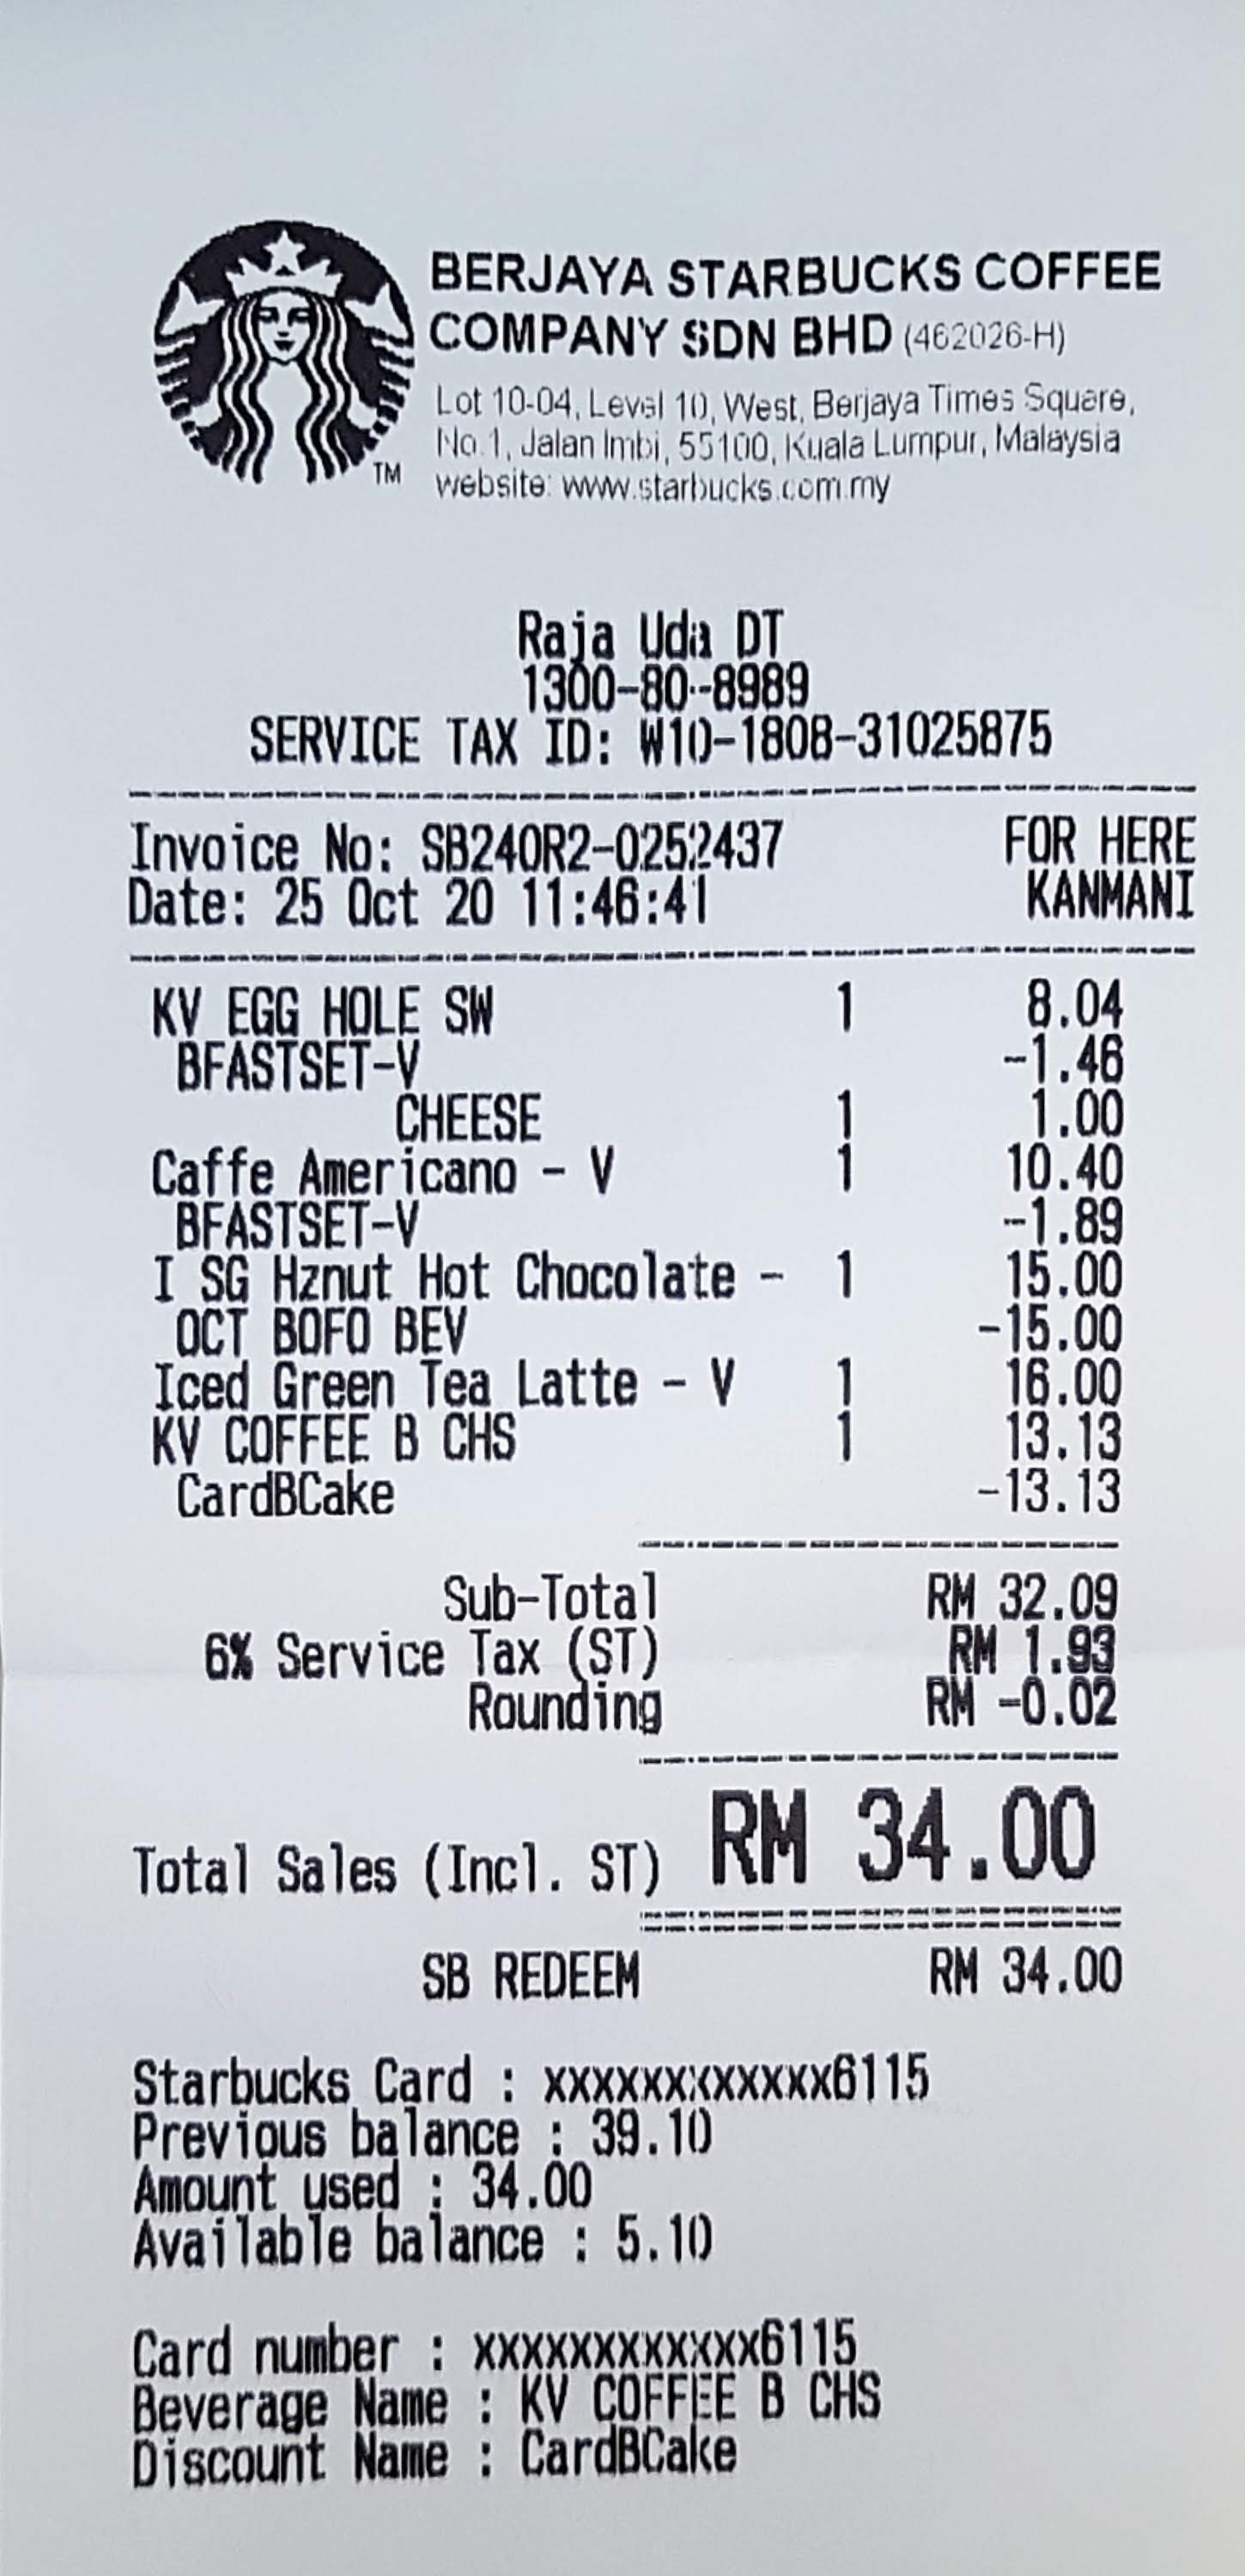 BERJAYA STARBUCKS COFFEE
COMPANY SDN BHD (462026-H)
Lot 10-04, Level 10, West, Berjaya Times Square,
No.1, Jalan Imbi, 55100, Kuala Lumpur, Malaysia
website: www.starbucks.com.my
TM
Raja Uda DT
1300-80-8989
SERVICE TAX ID: W10-1808-31025875
Invoice No: SB240R2-0252437 FOR HERE
Date: 25 Oct 20 11:46:41 KANMANI
KV EGG HOLE SW 1 8.04
BFASTSET-V -1.46
CHEESE 1 1.00
Caffe Americano - V 1 10.40
BFASTSET-V -1.89
I SG Hznut Hot Chocolate - 1 15.00
OCT BOFO BEV -15.00
Iced Green Tea Latte - V 1 16.00
KV COFFEE B CHS 1 13.13
CardBCake -13.13
Sub-Total RM 32.09
6% Service Tax (ST) RM 1.93
Rounding RM -0.02
Total Sales (Incl. ST) RM 34.00
SB REDEEM RM 34.00
Starbucks Card : xxxxxxxxxxxx6115
Previous balance : 39.10
Amount used : 34.00
Available balance : 5.10
Card number : xxxxxxxxxxxx6115
Beverage Name : KV COFFEE B CHS
Discount Name : CardBCake